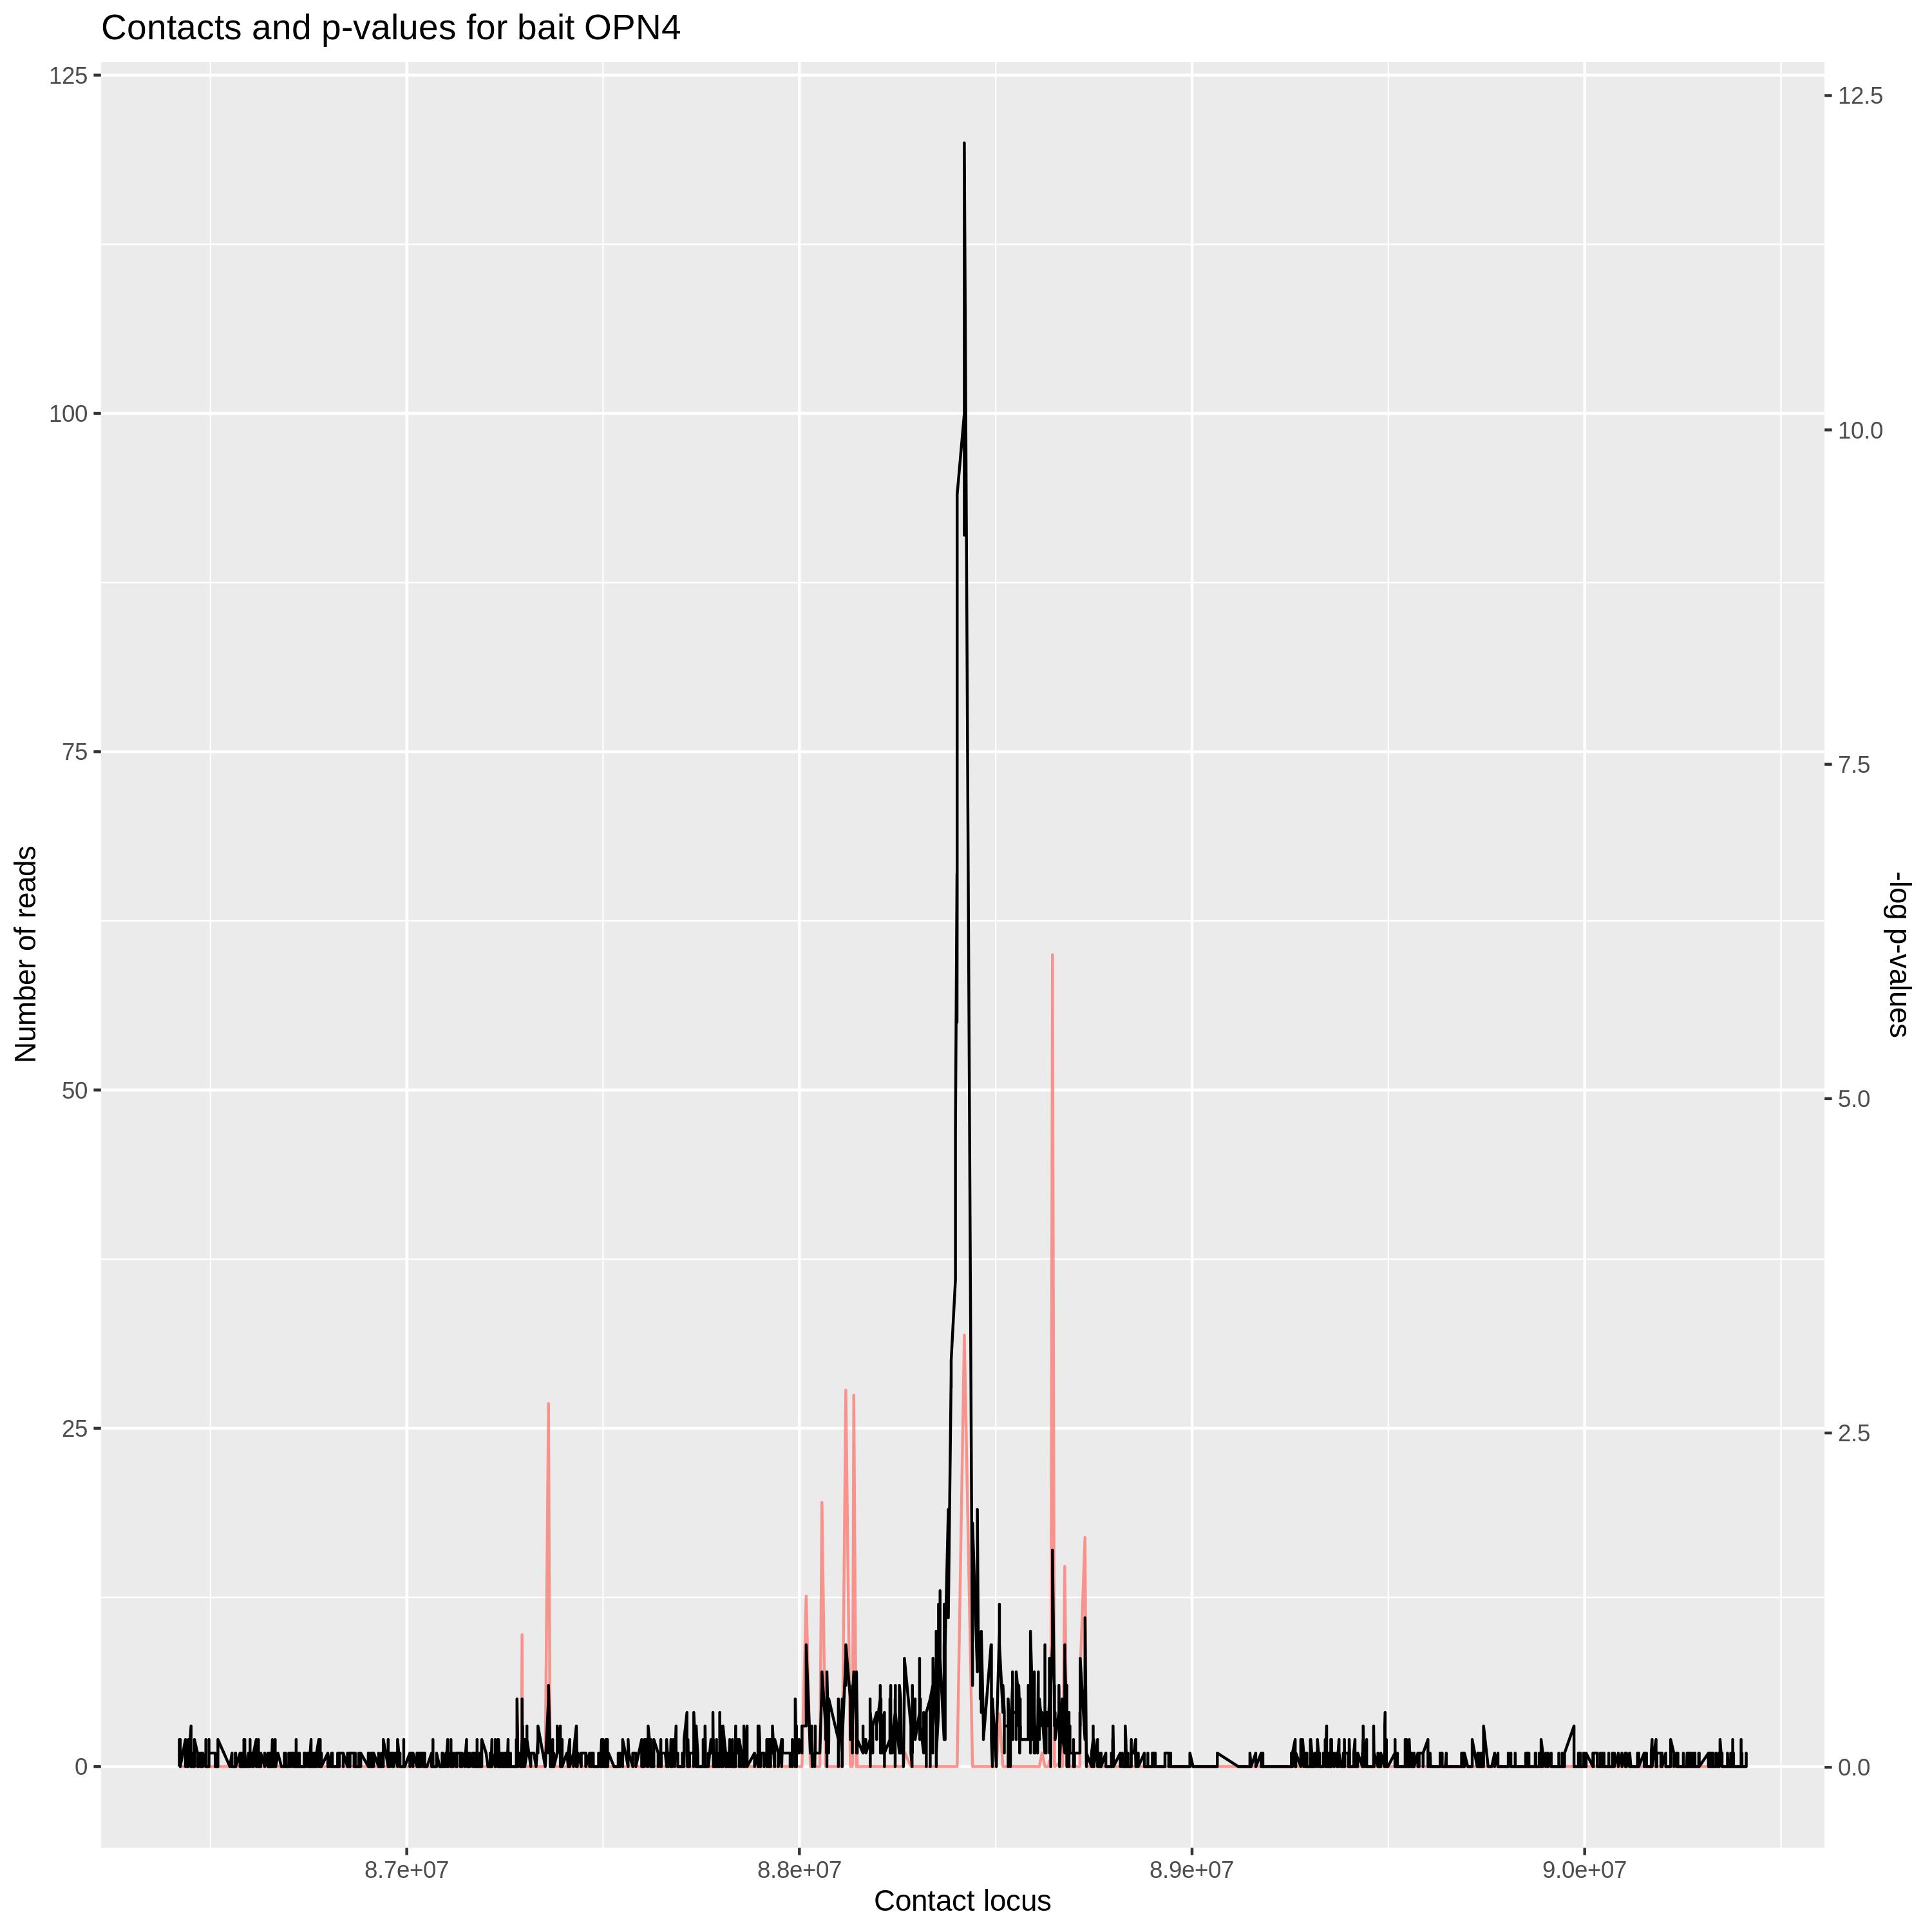 Contacts and p-values for bait OPN4
125
100
75
50
25
0
Number of reads
12.5
10.0
7.5
5.0
2.5
0.0
-log p-values
8.7e+07
8.8e+07
8.9e+07
9.0e+07
Contact locus